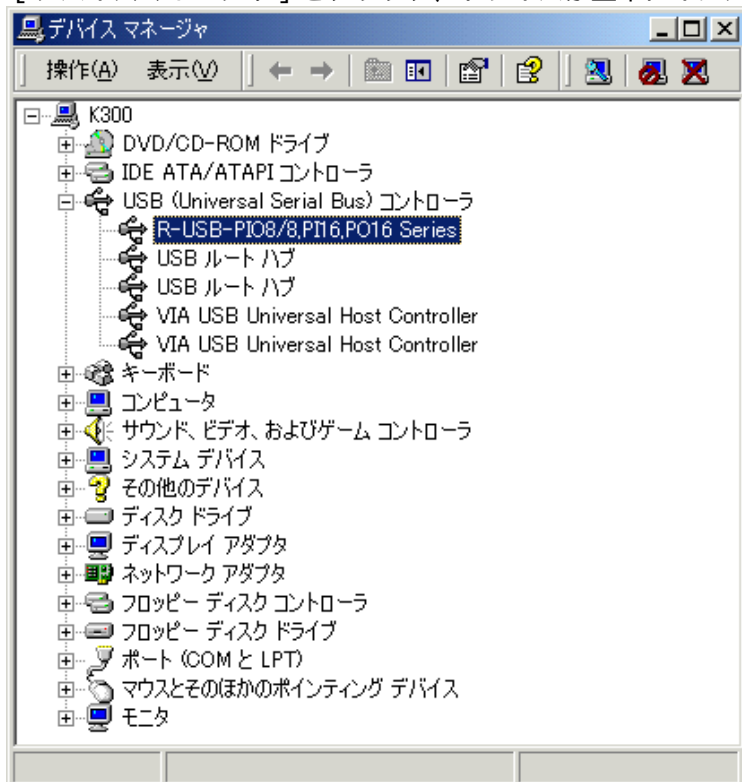 デバイス マネージャ
操作(A) 表示(V)
K300
DVD/CD-ROM ドライブ
IDE ATA/ATAPI コントローラ
USB (Universal Serial Bus) コントローラ
R-USB-PIO8/8,PI16,PO16 Series
USB ルート ハブ
USB ルート ハブ
VIA USB Universal Host Controller
VIA USB Universal Host Controller
キーボード
コンピュータ
サウンド、ビデオ、およびゲーム コントローラ
システム デバイス
その他のデバイス
ディスク ドライブ
ディスプレイ アダプタ
ネットワーク アダプタ
フロッピー ディスク コントローラ
フロッピー ディスク ドライブ
ポート (COM と LPT)
マウスとそのほかのポインティング デバイス
モニタ